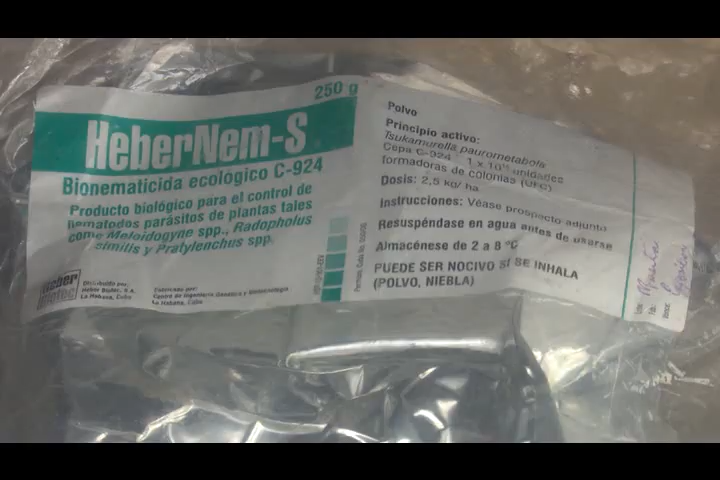 250 g
HeberNem-S
Bionematicida ecológico C-924
Producto biológico para el control de
nematodos parásitos de plantas tales
como Meloidogyne spp., Radopholus
similis y Pratylenchus spp.
Heber
Biotec
Distribuido por:
Heber Biotec, S.A.
La Habana, Cuba
Fabricado por:
Centro de Ingeniería Genética y Biotecnología
La Habana, Cuba
Polvo
Principio activo:
Tsukamurella paurometabola
Cepa C-924 1 x 10 unidades
formadoras de colonias (UFC)
Dosis: 2,5 kg/ ha
Instrucciones: Véase prospecto adjunto
Resuspéndase en agua antes de usarse
Almacénese de 2 a 8 °C
PUEDE SER NOCIVO SI SE INHALA
(POLVO, NIEBLA)
Lote:
Fab:
Vence: